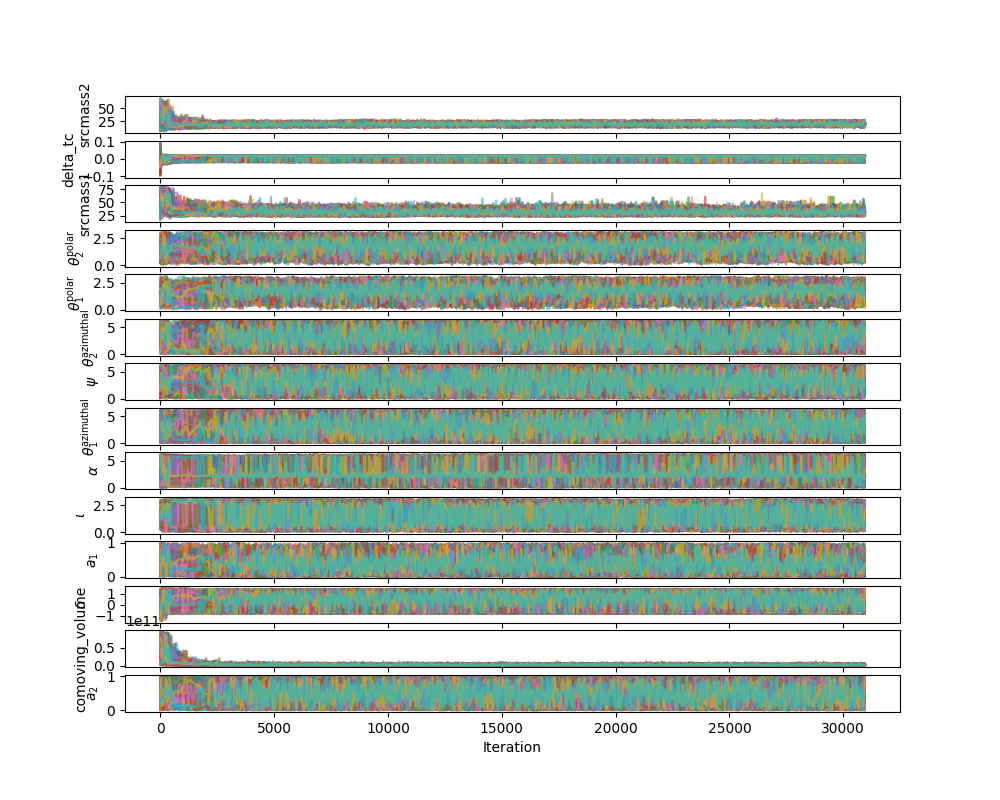 srcmass2
50
25
delta_tc
0.1
0.0
−0.1
srcmass1
75
50
25
θ₂^polar
2.5
0.0
θ₁^polar
2.5
0.0
θ₂^azimuthal
5
0
ψ
5
0
θ₁^azimuthal
5
0
α
5
0
ι
2.5
0.0
a₁
1
0
1
0
−1
1e11
comoving_volume
0.5
0.0
a₂
1
0
0
5000
10000
15000
20000
25000
30000
Iteration